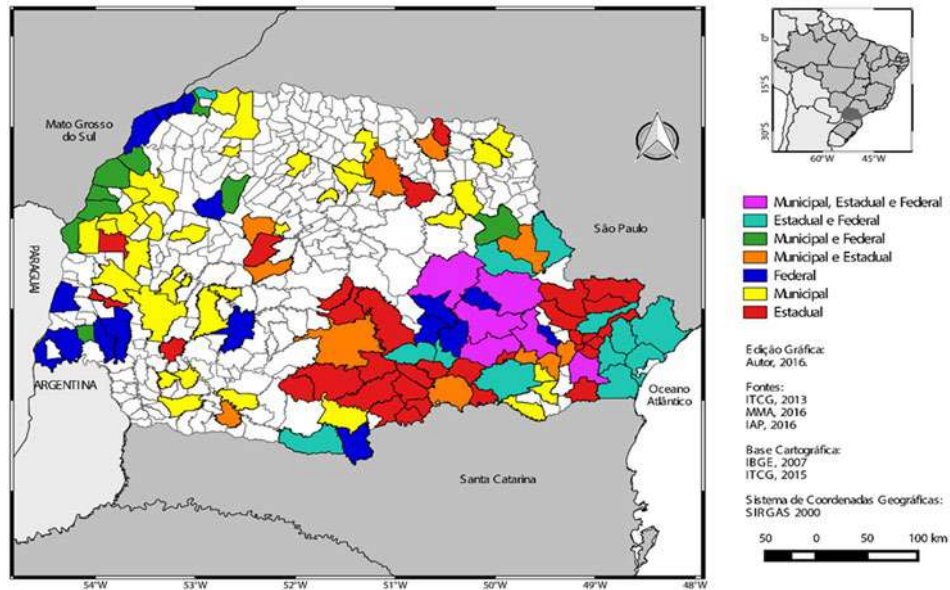 Mato Grosso
do Sul
São Paulo
PARAGUAI
ARGENTINA
Oceano
Atlântico
Santa Catarina
54°W
53°W
52°W
51°W
50°W
49°W
48°W
0°
15°S
30°S
60°W
45°W
Municipal, Estadual e Federal
Estadual e Federal
Municipal e Federal
Municipal e Estadual
Federal
Municipal
Estadual
Edição Gráfica:
Autor, 2016.
Fontes:
ITCG, 2013
MMA, 2016
IAP, 2016
Base Cartográfica:
IBGE, 2007
ITCG, 2015
Sistema de Coordenadas Geográficas:
SIRGAS 2000
50 0 50 100 km